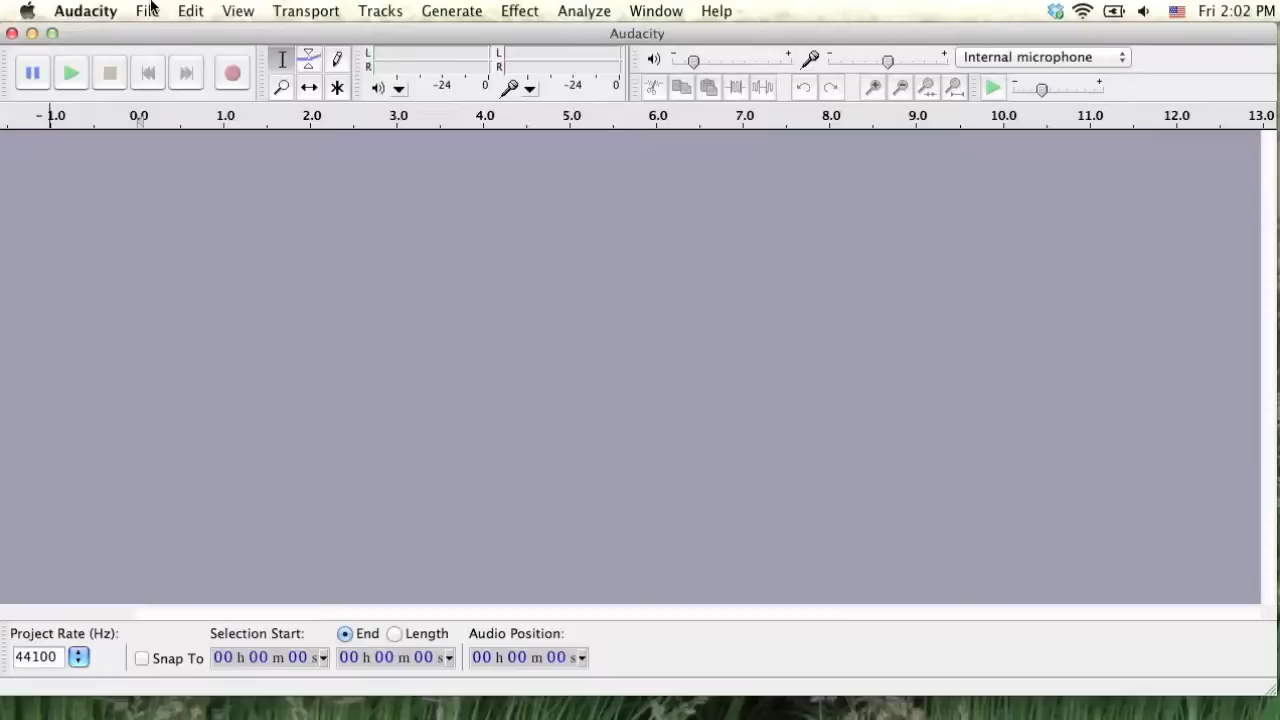 Audacity File Edit View Transport Tracks Generate Effect Analyze Window Help Fri 2:02 PM
Audacity
L R -24 0 L R -24 0 - + - + Internal microphone
- +
- 1.0 0.0 1.0 2.0 3.0 4.0 5.0 6.0 7.0 8.0 9.0 10.0 11.0 12.0 13.0
Project Rate (Hz): Selection Start: End Length Audio Position:
44100 Snap To 00 h 00 m 00 s 00 h 00 m 00 s 00 h 00 m 00 s